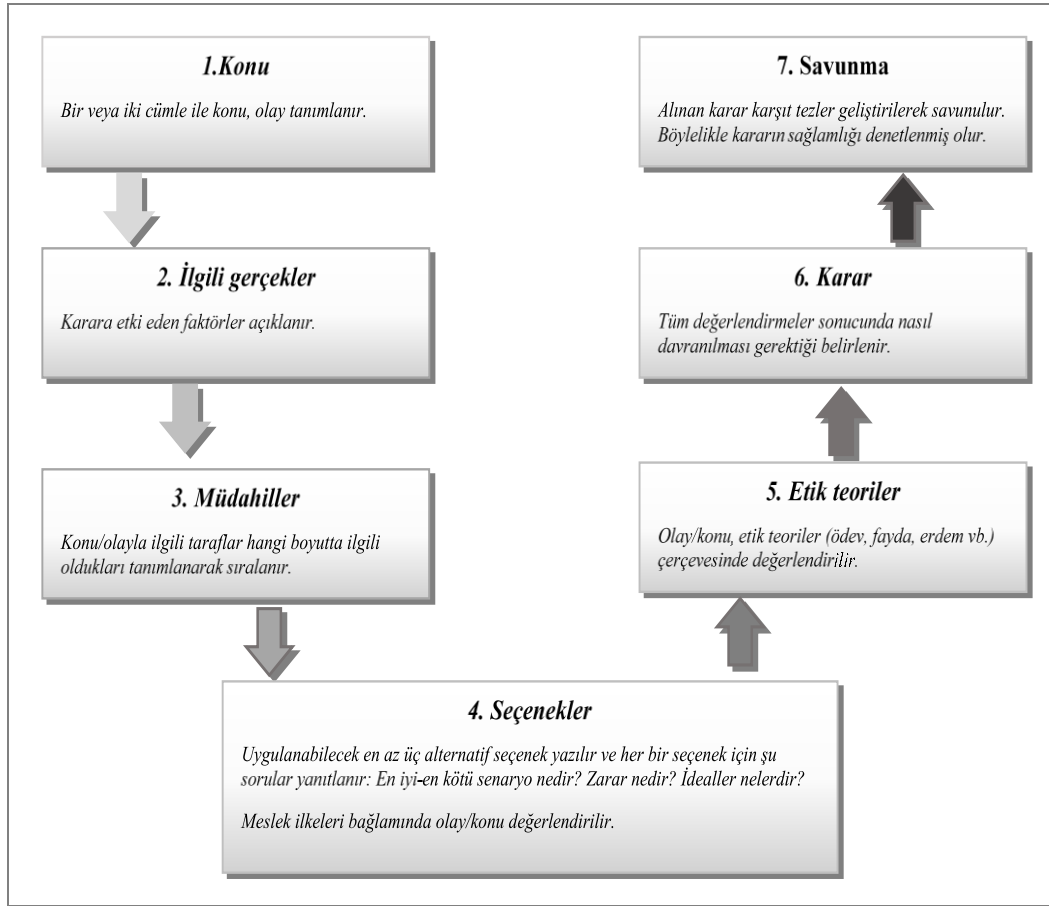 1.Konu
Bir veya iki cümle ile konu, olay tanımlanır.
2. İlgili gerçekler
Karara etki eden faktörler açıklanır.
3. Müdahiller
Konu/olayla ilgili taraflar hangi boyutta ilgili
oldukları tanımlanarak sıralanır.
4. Seçenekler
Uygulanabilecek en az üç alternatif seçenek yazılır ve her bir seçenek için şu
sorular yanıtlanır: En iyi-en kötü senaryo nedir? Zarar nedir? İdealler nelerdir?
Meslek ilkeleri bağlamında olay/konu değerlendirilir.
5. Etik teoriler
Olay/konu, etik teoriler (ödev, fayda, erdem vb.)
çerçevesinde değerlendirilir.
6. Karar
Tüm değerlendirmeler sonucunda nasıl
davranılması gerektiği belirlenir.
7. Savunma
Alınan karar karşıt tezler geliştirilerek savunulur.
Böylelikle kararın sağlamlığı denetlenmiş olur.